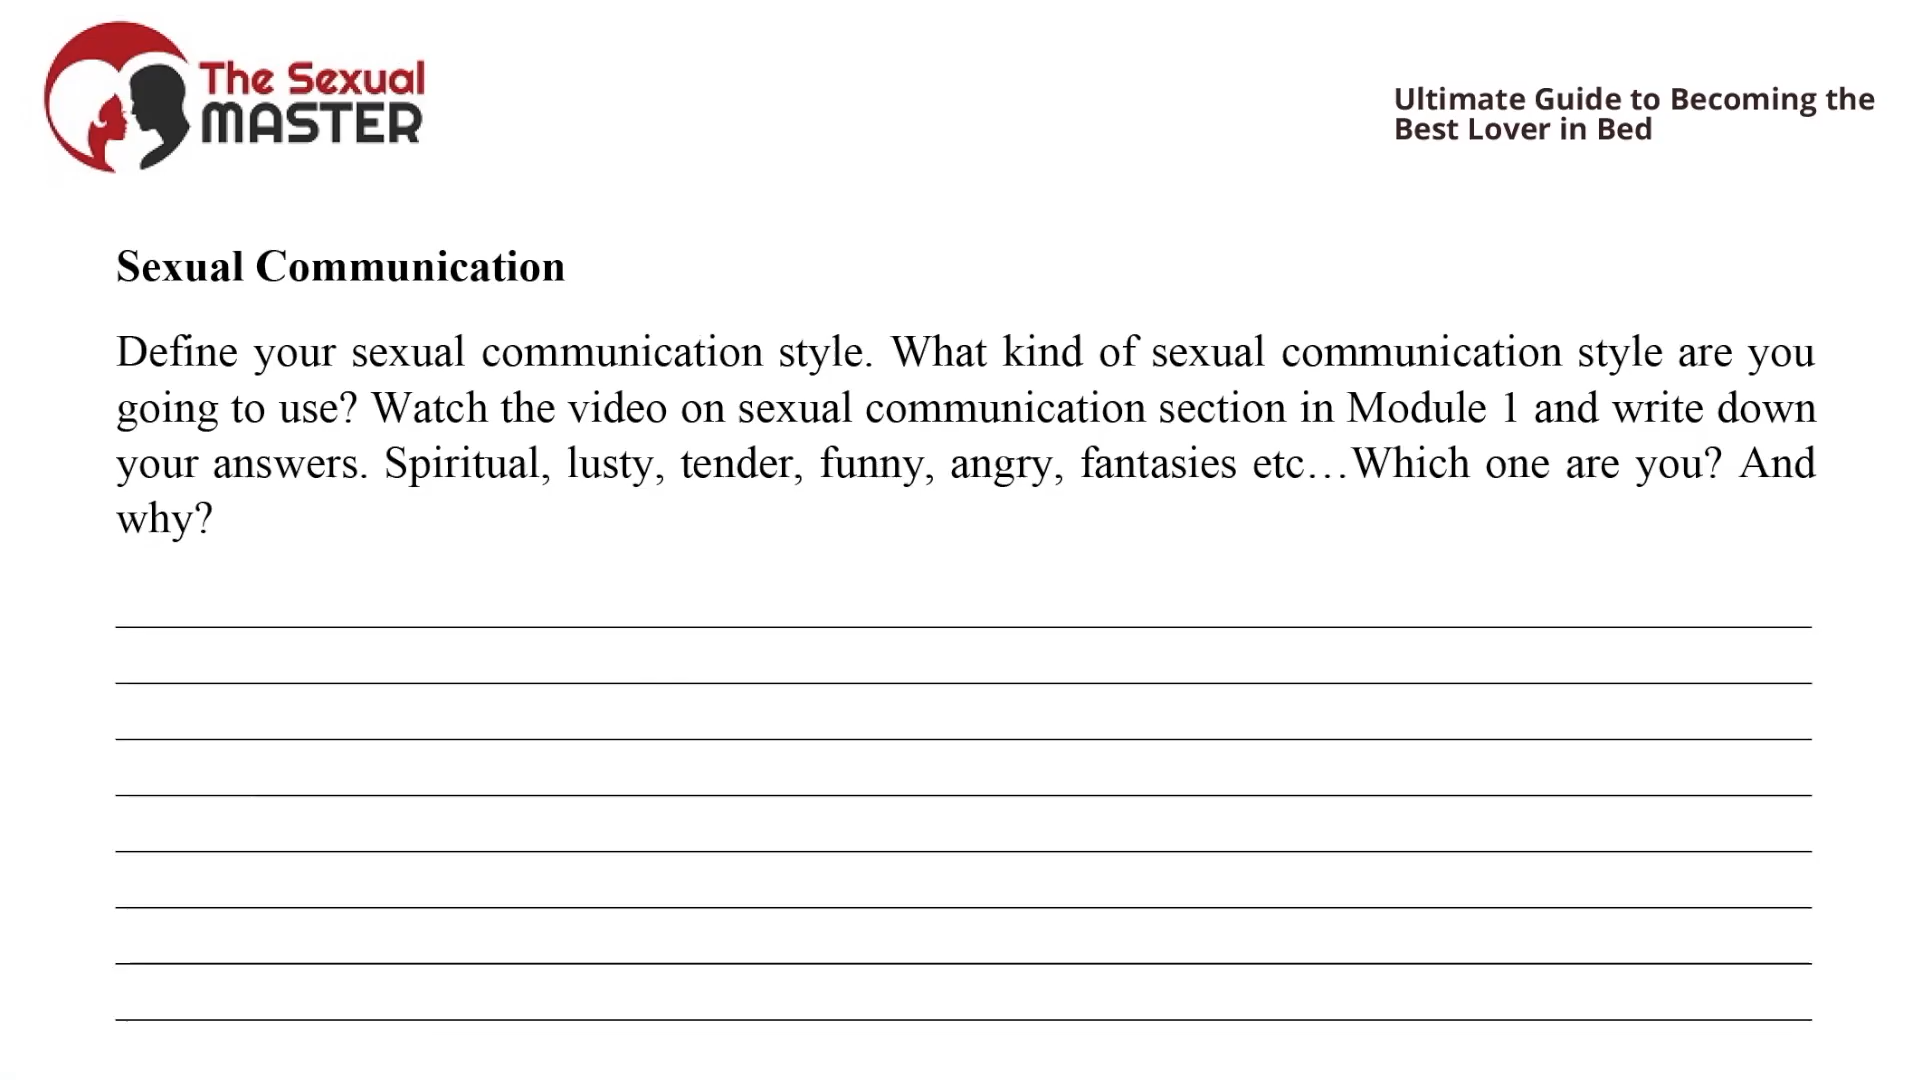 The Sexual
MASTER
Ultimate Guide to Becoming the
Best Lover in Bed
Sexual Communication
Define your sexual communication style. What kind of sexual communication style are you
going to use? Watch the video on sexual communication section in Module 1 and write down
your answers. Spiritual, lusty, tender, funny, angry, fantasies etc…Which one are you? And
why?